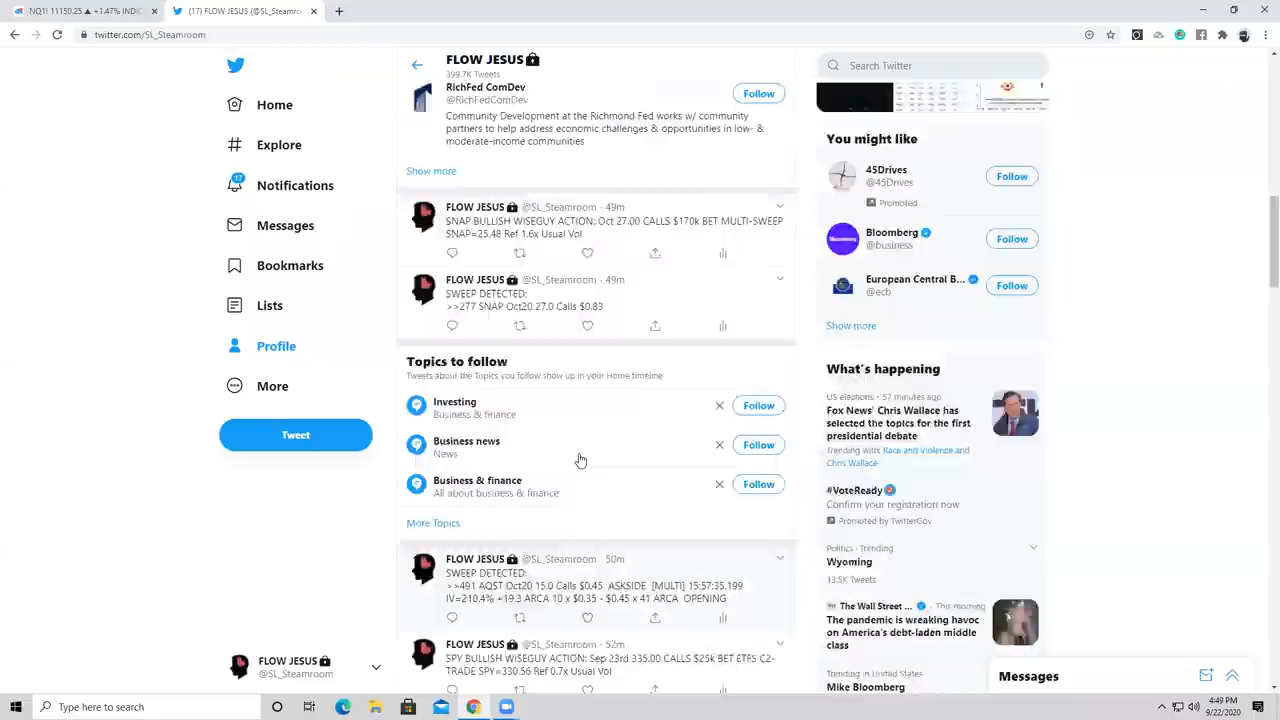 NQ1! 11150.25 ▲ +1.47% INDIC
(17) FLOW JESUS (@SL_Steamroo
twitter.com/SL_Steamroom
Home
Explore
17
Notifications
Messages
Bookmarks
Lists
Profile
More
Tweet
FLOW JESUS
@SL_Steamroom
FLOW JESUS
399.7K Tweets
RichFed ComDev
@RichFedComDev
Follow
Community Development at the Richmond Fed works w/ community
partners to help address economic challenges & opportunities in low- &
moderate-income communities
Show more
FLOW JESUS @SL_Steamroom · 49m
SNAP BULLISH WISEGUY ACTION: Oct 27.00 CALLS $170k BET MULTI-SWEEP
SNAP=25.48 Ref 1.6x Usual Vol
FLOW JESUS @SL_Steamroom · 49m
SWEEP DETECTED:
>>277 SNAP Oct20 27.0 Calls $0.83
Topics to follow
Tweets about the Topics you follow show up in your Home timeline
Investing
Business & finance
Follow
Business news
News
Follow
Business & finance
All about business & finance
Follow
More Topics
FLOW JESUS @SL_Steamroom · 50m
SWEEP DETECTED:
>>491 AQST Oct20 15.0 Calls $0.45 ASKSIDE [MULTI] 15:57:35.199
IV=210.4% +19.3 ARCA 10 x $0.35 - $0.45 x 41 ARCA OPENING
FLOW JESUS @SL_Steamroom · 52m
SPY BULLISH WISEGUY ACTION: Sep 23rd 335.00 CALLS $25k BET ETFS C2-
TRADE SPY=330.56 Ref 0.7x Usual Vol
Search Twitter
You might like
45Drives
@45Drives
Follow
Promoted
Bloomberg
@business
Follow
European Central B...
@ecb
Follow
Show more
What's happening
US elections · 57 minutes ago
Fox News' Chris Wallace has
selected the topics for the first
presidential debate
Trending with: Race and Violence and
Chris Wallace
#VoteReady
Confirm your registration now
Promoted by TwitterGov
Politics · Trending
Wyoming
13.5K Tweets
The Wall Street ... · This morning
The pandemic is wreaking havoc
on America's debt-laden middle
class
Trending in United States
Mike Bloomberg
Messages
Type here to search
4:49 PM
9/22/2020